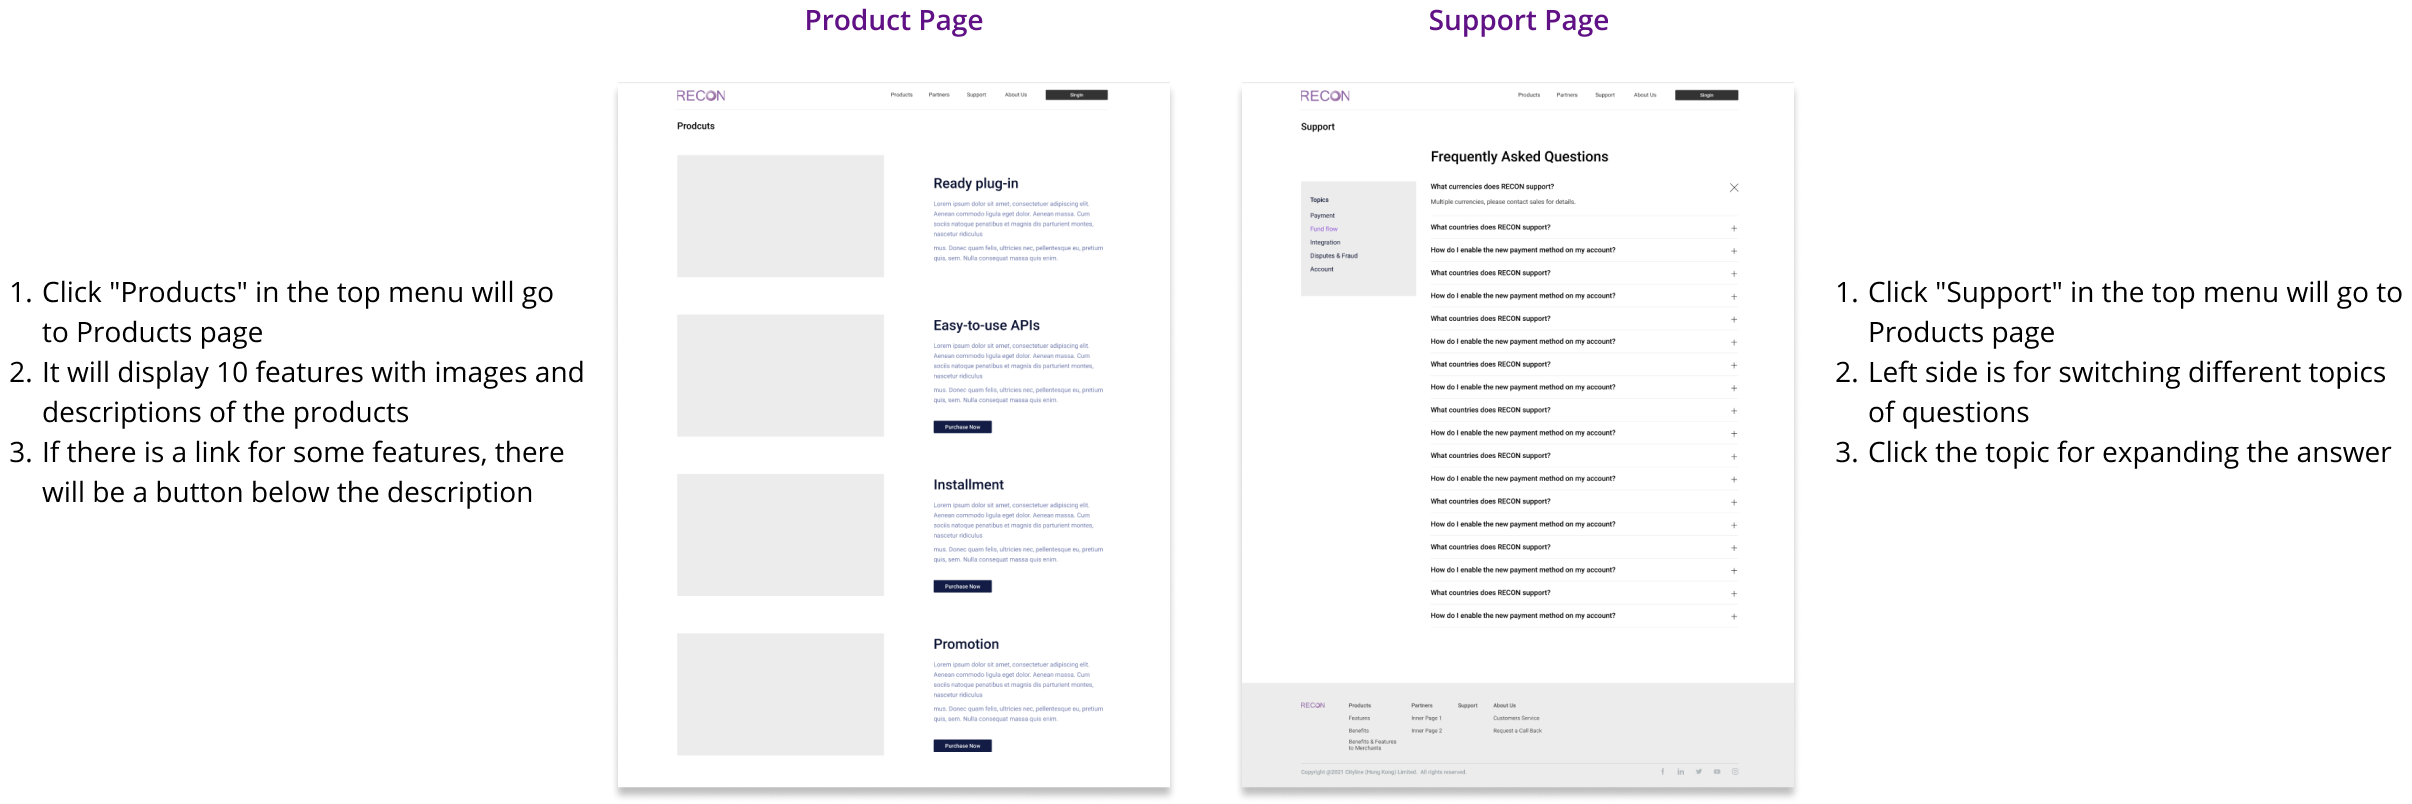 Product Page
1. Click "Products" in the top menu will go
to Products page
2. It will display 10 features with images and
descriptions of the products
3. If there is a link for some features, there
will be a button below the description
RECON
Products Partners Support About Us Singin
Prodcuts
Ready plug-in
Lorem ipsum dolor sit amet, consectetuer adipiscing elit.
Aenean commodo ligula eget dolor. Aenean massa. Cum
sociis natoque penatibus et magnis dis parturient montes,
nascetur ridiculus
mus. Donec quam felis, ultricies nec, pellentesque eu, pretium
quis, sem. Nulla consequat massa quis enim.
Easy-to-use APIs
Lorem ipsum dolor sit amet, consectetuer adipiscing elit.
Aenean commodo ligula eget dolor. Aenean massa. Cum
sociis natoque penatibus et magnis dis parturient montes,
nascetur ridiculus
mus. Donec quam felis, ultricies nec, pellentesque eu, pretium
quis, sem. Nulla consequat massa quis enim.
Purchase Now
Installment
Lorem ipsum dolor sit amet, consectetuer adipiscing elit.
Aenean commodo ligula eget dolor. Aenean massa. Cum
sociis natoque penatibus et magnis dis parturient montes,
nascetur ridiculus
mus. Donec quam felis, ultricies nec, pellentesque eu, pretium
quis, sem. Nulla consequat massa quis enim.
Purchase Now
Promotion
Lorem ipsum dolor sit amet, consectetuer adipiscing elit.
Aenean commodo ligula eget dolor. Aenean massa. Cum
sociis natoque penatibus et magnis dis parturient montes,
nascetur ridiculus
mus. Donec quam felis, ultricies nec, pellentesque eu, pretium
quis, sem. Nulla consequat massa quis enim.
Purchase Now
Support Page
RECON
Products Partners Support About Us Singin
Support
Topics
Payment
Fund flow
Integration
Disputes & Fraud
Account
Frequently Asked Questions
What currencies does RECON support?
Multiple currencies, please contact sales for details.
What countries does RECON support?
How do I enable the new payment method on my account?
What countries does RECON support?
How do I enable the new payment method on my account?
What countries does RECON support?
How do I enable the new payment method on my account?
What countries does RECON support?
How do I enable the new payment method on my account?
What countries does RECON support?
How do I enable the new payment method on my account?
What countries does RECON support?
How do I enable the new payment method on my account?
What countries does RECON support?
How do I enable the new payment method on my account?
What countries does RECON support?
How do I enable the new payment method on my account?
What countries does RECON support?
How do I enable the new payment method on my account?
RECON
Products
Features
Benefits
Benefits & Features
to Merchants
Partners
Inner Page 1
Inner Page 2
Support
About Us
Customers Service
Request a Call Back
Copyright @2021 Cityline (Hong Kong) Limited. All rights reserved.
1. Click "Support" in the top menu will go to
Products page
2. Left side is for switching different topics
of questions
3. Click the topic for expanding the answer